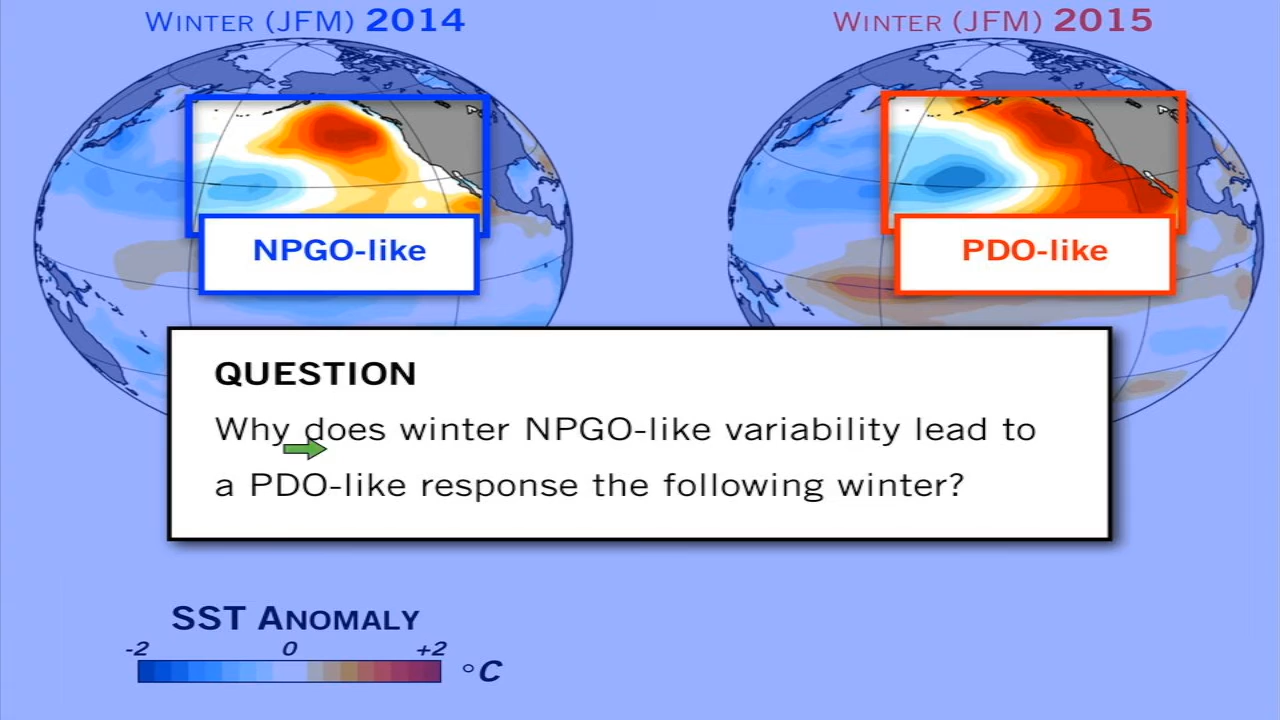 WINTER (JFM) 2014
WINTER (JFM) 2015
NPGO-like
PDO-like
QUESTION
Why does winter NPGO-like variability lead to
a PDO-like response the following winter?
SST ANOMALY
-2 0 +2
°C